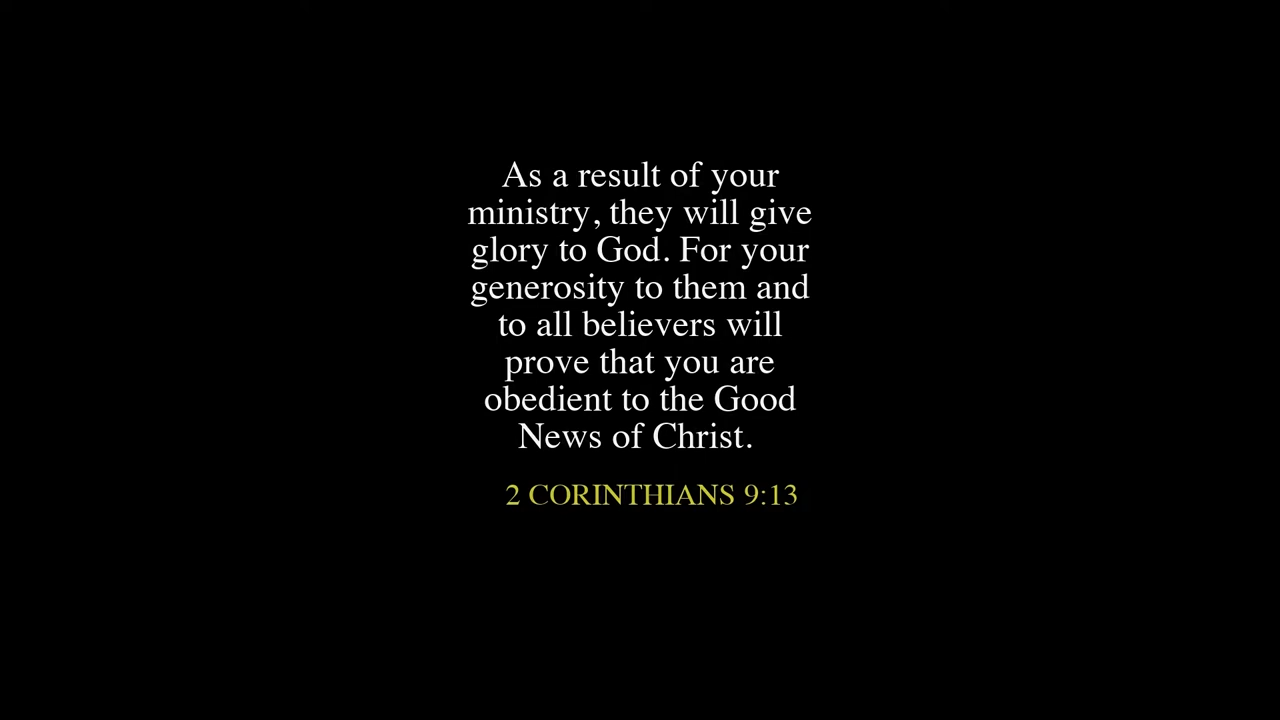 As a result of your
ministry, they will give
glory to God. For your
generosity to them and
to all believers will
prove that you are
obedient to the Good
News of Christ.
2 CORINTHIANS 9:13